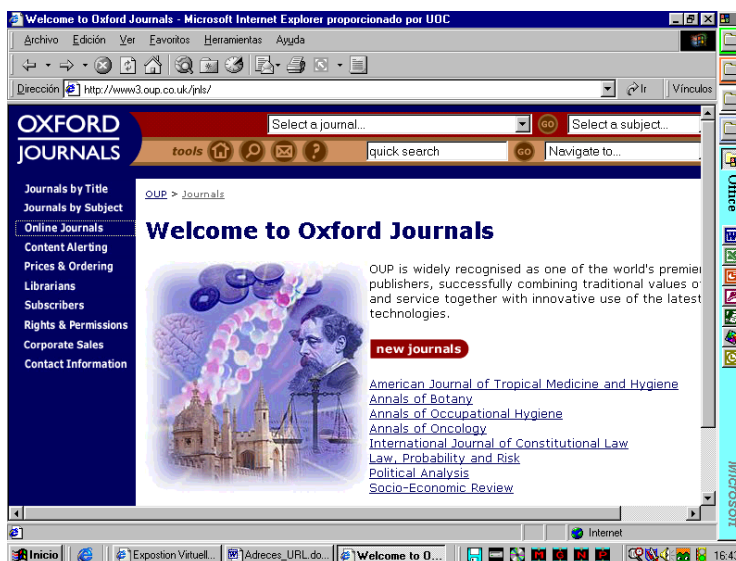 Welcome to Oxford Journals - Microsoft Internet Explorer proporcionado por UOC
Archivo Edición Ver Favoritos Herramientas Ayuda
Dirección http://www3.oup.co.uk/jnls/ Ir Vínculos
OXFORD
JOURNALS
Select a journal... GO Select a subject...
tools quick search GO Navigate to...
Journals by Title
Journals by Subject
Online Journals
Content Alerting
Prices & Ordering
Librarians
Subscribers
Rights & Permissions
Corporate Sales
Contact Information
OUP > Journals
Welcome to Oxford Journals
OUP is widely recognised as one of the world's premier
publishers, successfully combining traditional values o
and service together with innovative use of the latest
technologies.
new journals
American Journal of Tropical Medicine and Hygiene
Annals of Botany
Annals of Occupational Hygiene
Annals of Oncology
International Journal of Constitutional Law
Law, Probability and Risk
Political Analysis
Socio-Economic Review
Office
Microsoft
Internet
Inicio Expostion Virtuell... Adreces_URL.do... Welcome to O... 16:43